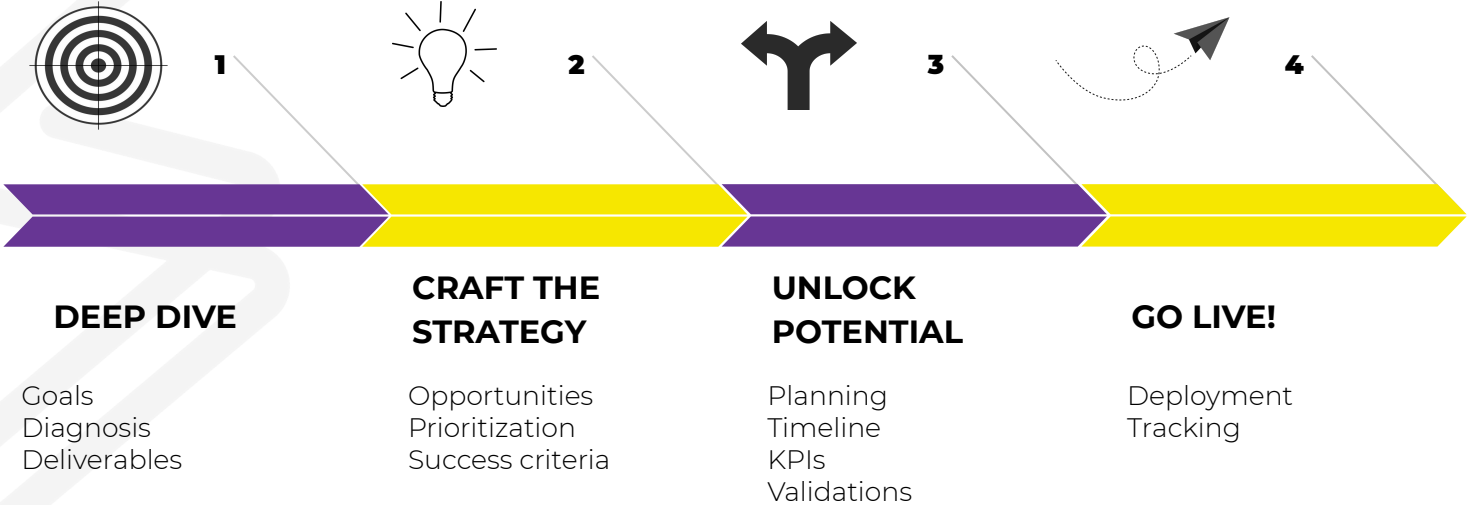 1
2
3
4
DEEP DIVE
Goals
Diagnosis
Deliverables
CRAFT THE
STRATEGY
Opportunities
Prioritization
Success criteria
UNLOCK
POTENTIAL
Planning
Timeline
KPIs
Validations
GO LIVE!
Deployment
Tracking